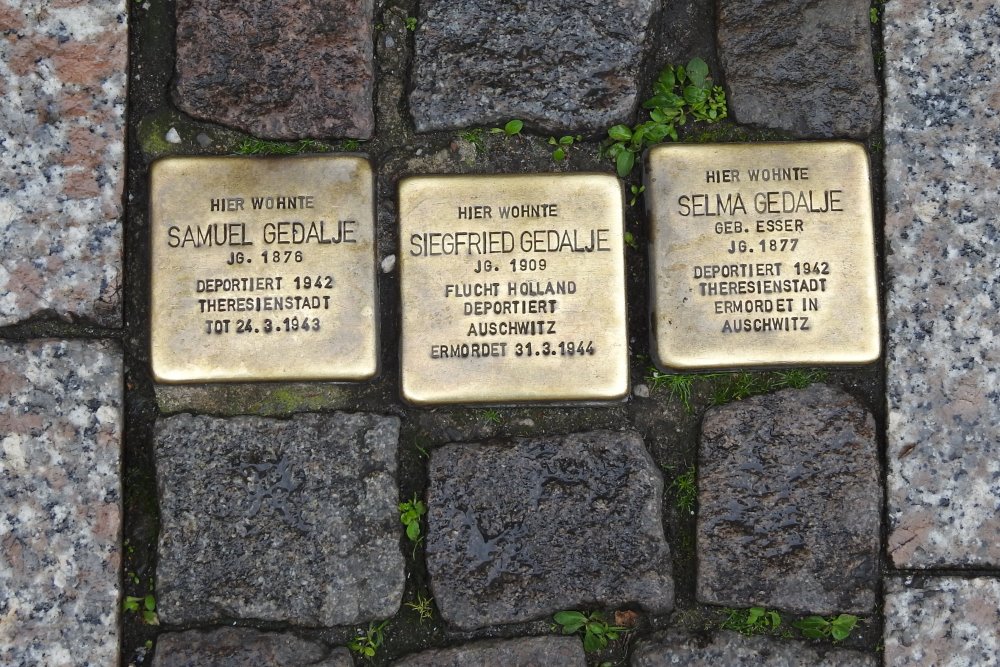 HIER WOHNTE
SAMUEL GEDALJE
JG. 1876
DEPORTIERT 1942
THERESIENSTADT
TOT 24.3.1943
HIER WOHNTE
SIEGFRIED GEDALJE
JG. 1909
FLUCHT HOLLAND
DEPORTIERT
AUSCHWITZ
ERMORDET 31.3.1944
HIER WOHNTE
SELMA GEDALJE
GEB. ESSER
JG. 1877
DEPORTIERT 1942
THERESIENSTADT
ERMORDET IN
AUSCHWITZ